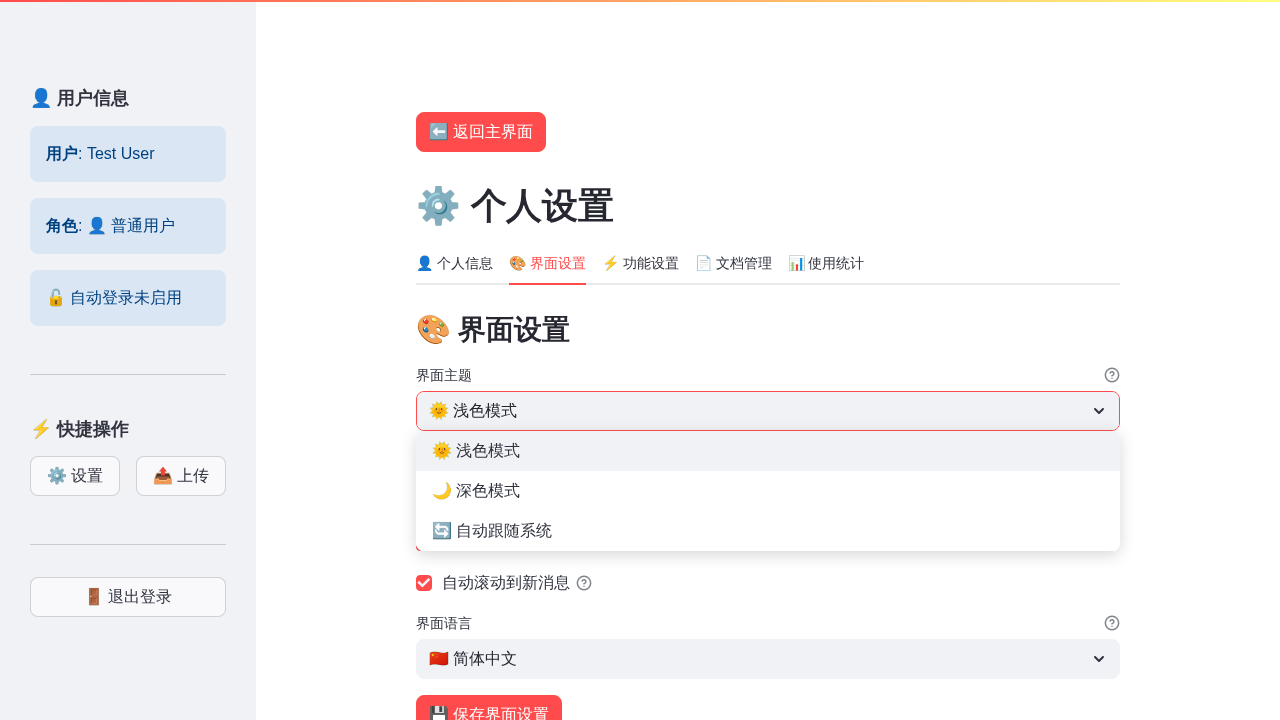 👤 用户信息
用户: Test User
角色: 👤 普通用户
🔓 自动登录未启用
⚡ 快捷操作
⚙️ 设置
📤 上传
🚪 退出登录
⬅️ 返回主界面
⚙️ 个人设置
👤 个人信息
🎨 界面设置
⚡ 功能设置
📄 文档管理
📊 使用统计
🎨 界面设置
界面主题
🌞 浅色模式
🌞 浅色模式
🌙 深色模式
🔄 自动跟随系统
自动滚动到新消息
界面语言
🇨🇳 简体中文
💾 保存界面设置